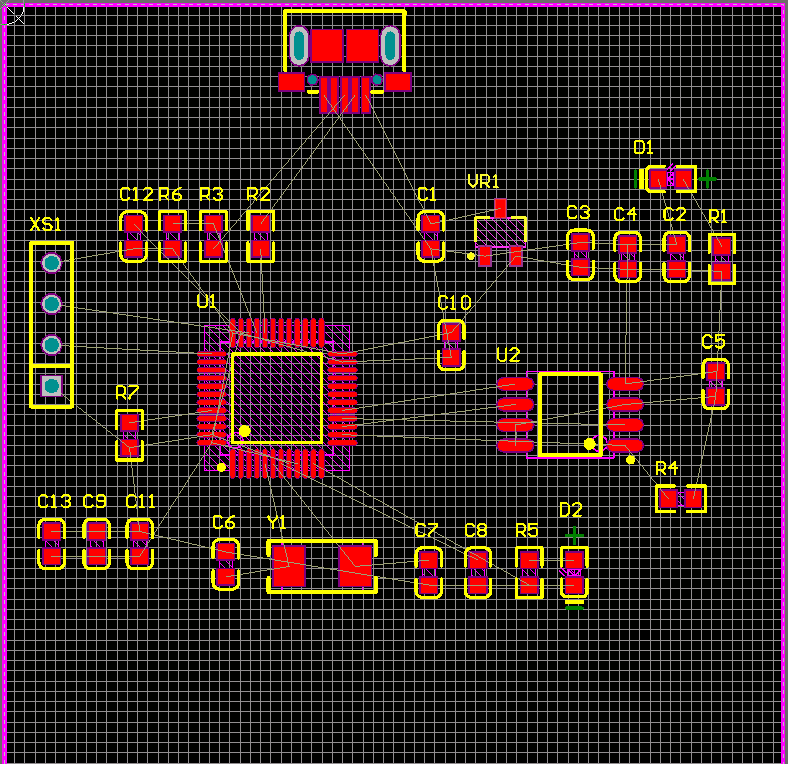 D1
VR1
C12 R6 R3 R2 C1 C3 C4 C2 R1
XS1
U1 C10
U2 C5
R7
R4
C13 C9 C11 C6 Y1 C7 C8 R5 D2